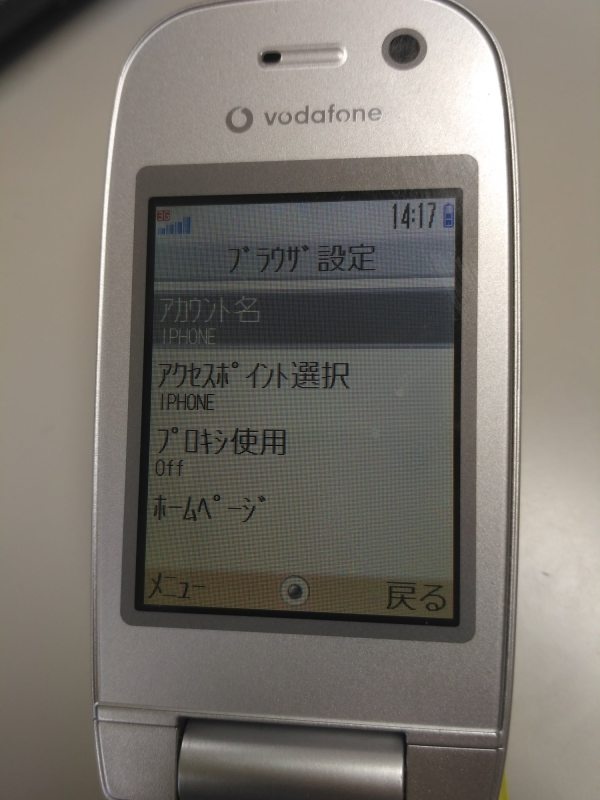 vodafone
3G
14:17
ﾌﾞﾗｳｻﾞ設定
ｱｶｳﾝﾄ名
IPHONE
ｱｸｾｽﾎﾟｲﾝﾄ選択
IPHONE
ﾌﾟﾛｷｼ使用
Off
ﾎｰﾑﾍﾟｰｼﾞ
ﾒﾆｭｰ
戻る